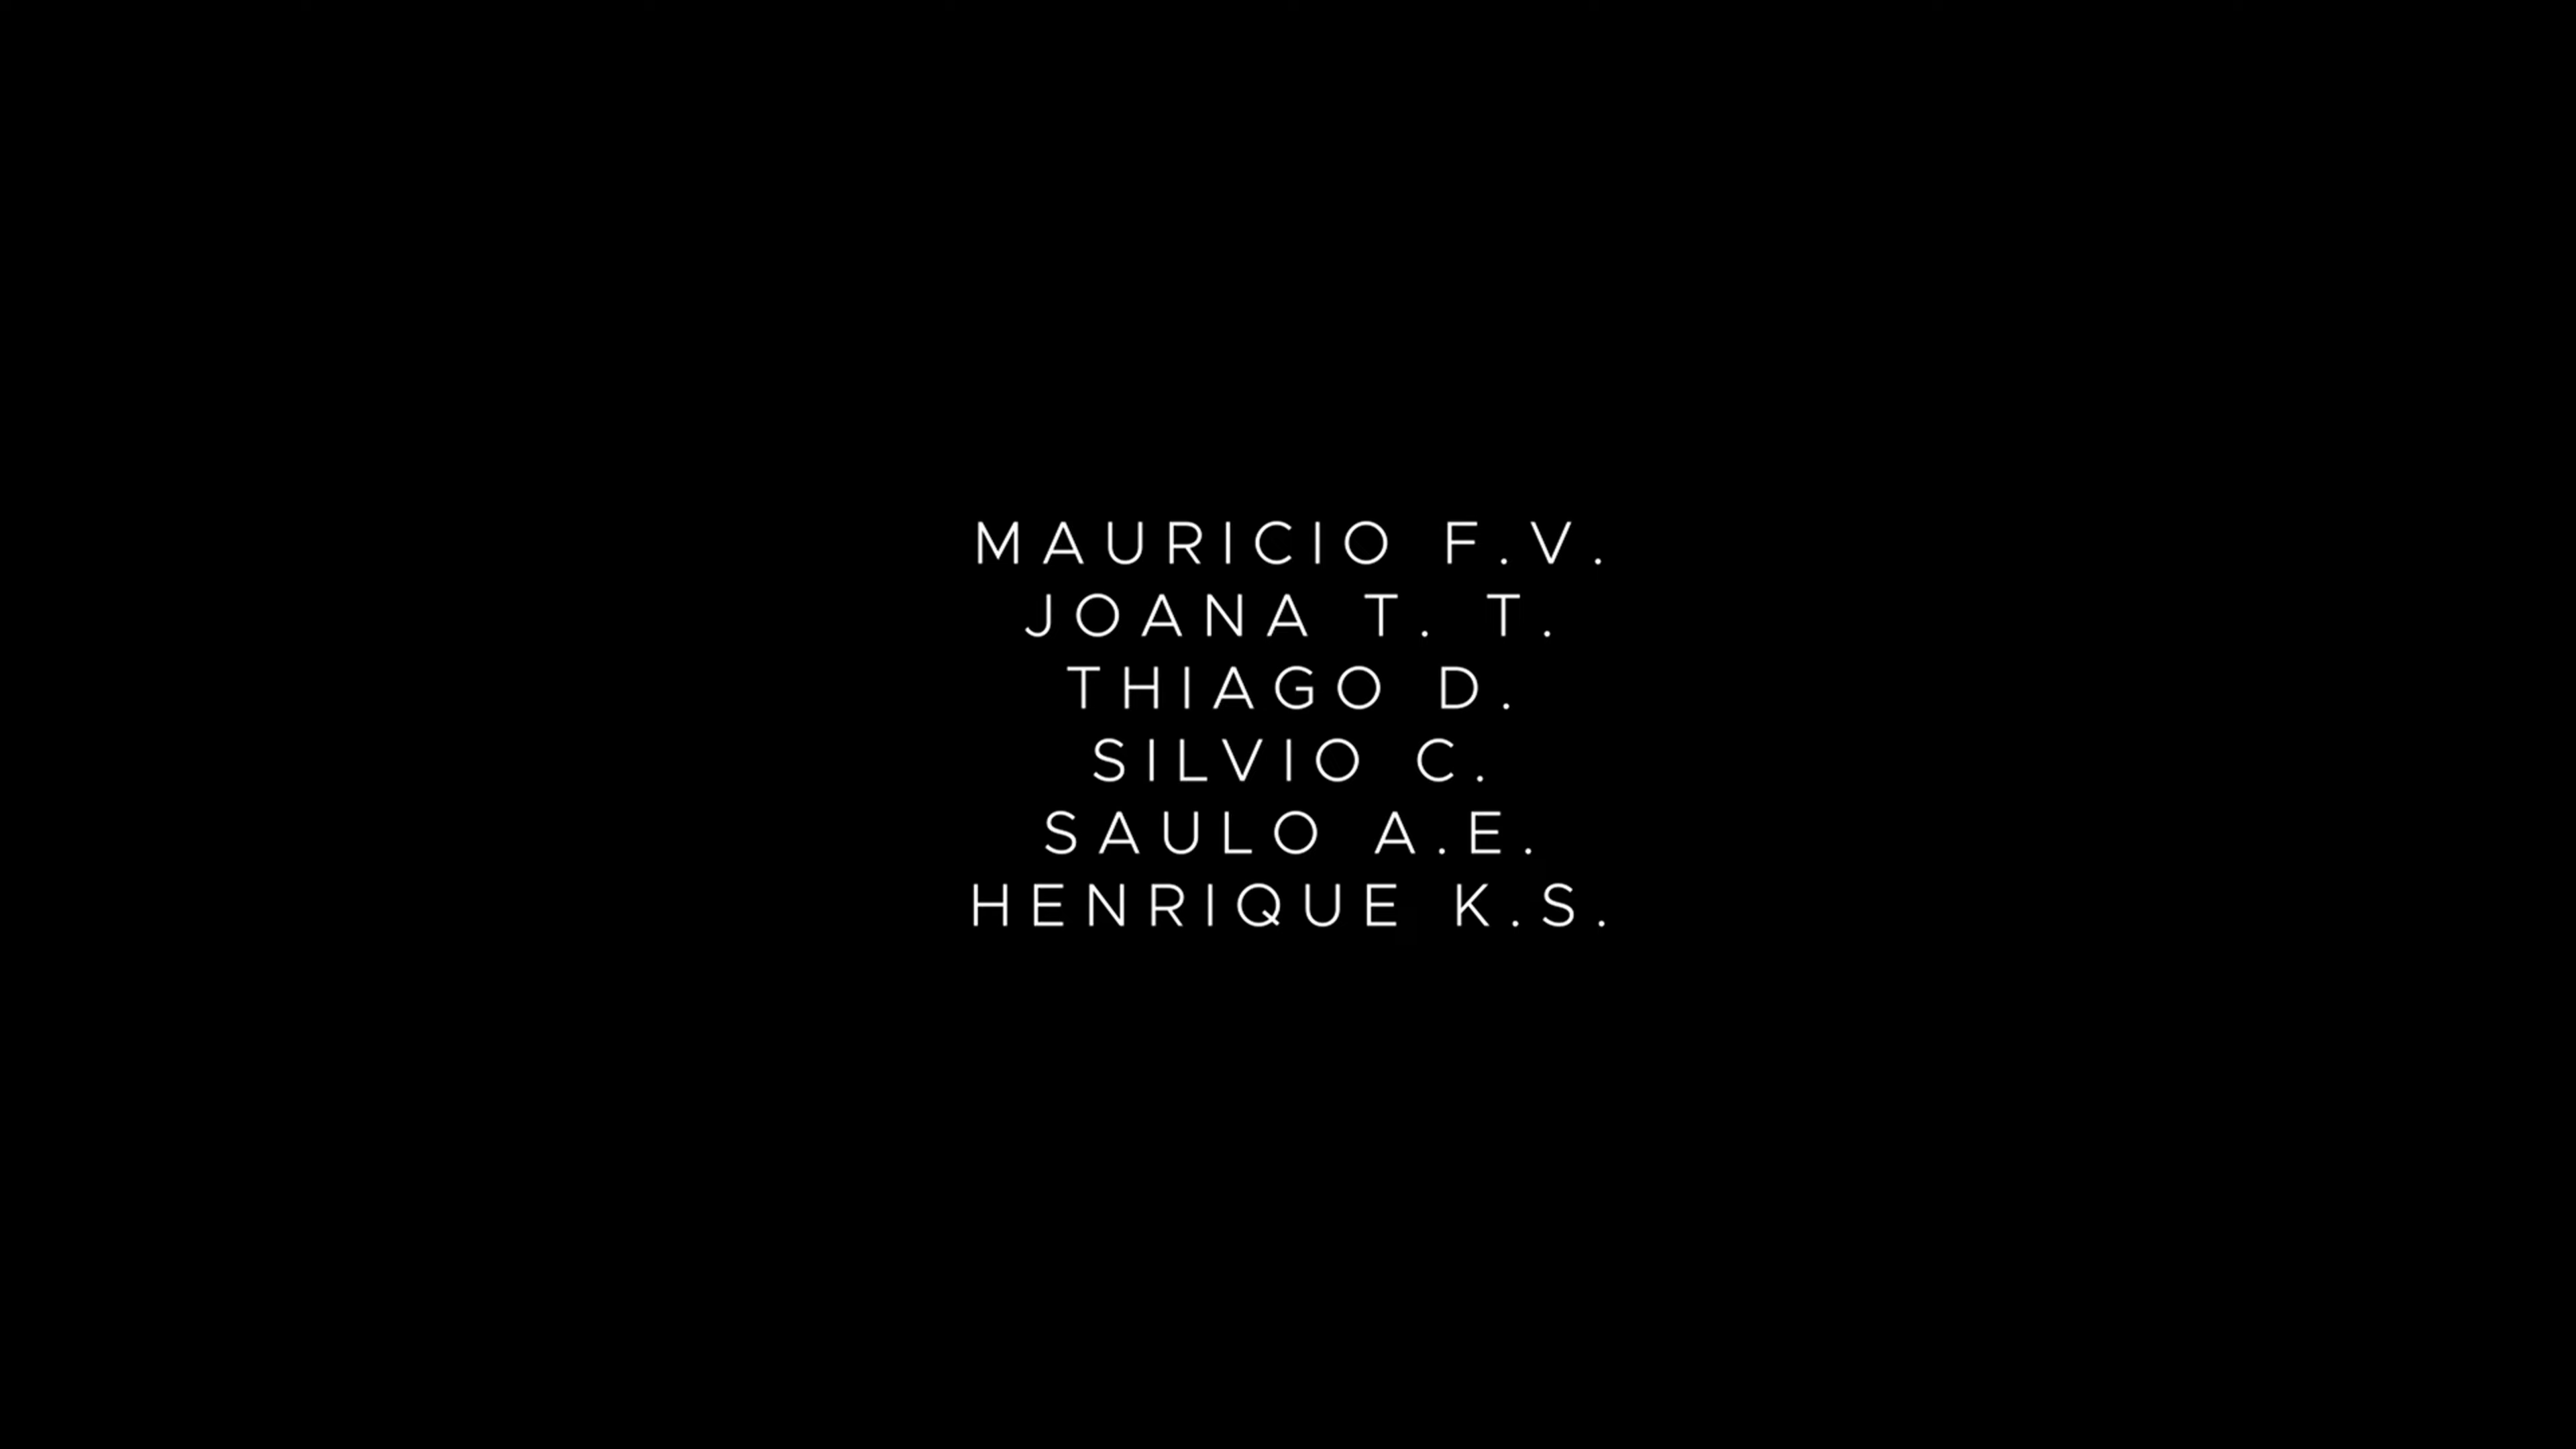 MAURICIO F.V.
JOANA T. T.
THIAGO D.
SILVIO C.
SAULO A.E.
HENRIQUE K.S.